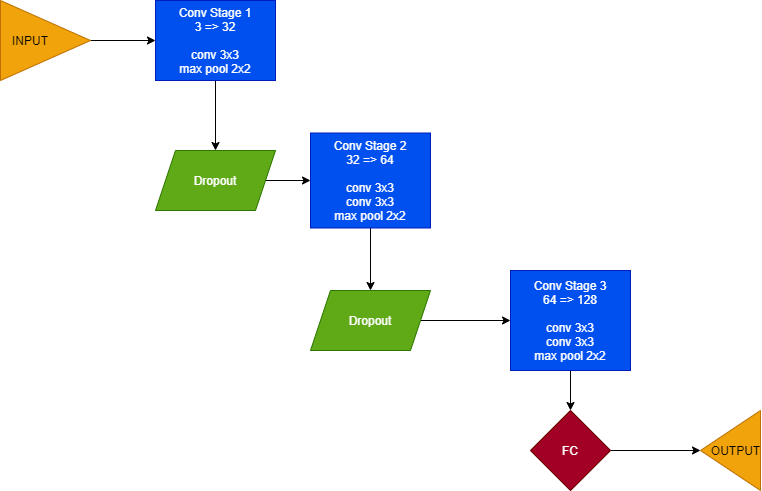 INPUT
Conv Stage 1
3 => 32
conv 3x3
max pool 2x2
Dropout
Conv Stage 2
32 => 64
conv 3x3
conv 3x3
max pool 2x2
Dropout
Conv Stage 3
64 => 128
conv 3x3
conv 3x3
max pool 2x2
FC
OUTPUT